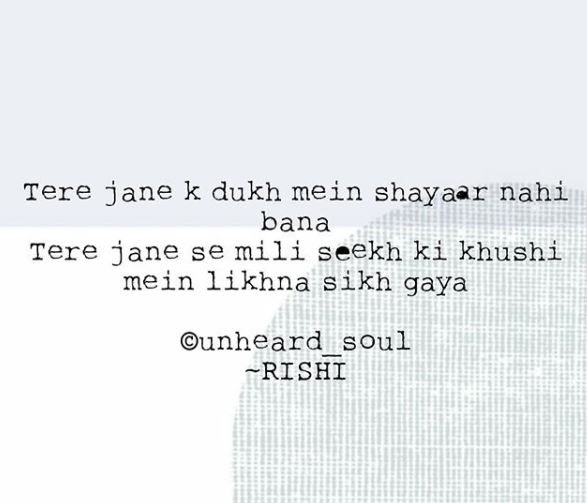 Tere jane k dukh mein shayaar nahi
bana
Tere jane se mili seekh ki khushi
mein likhna sikh gaya
©unheard_soul
~RISHI